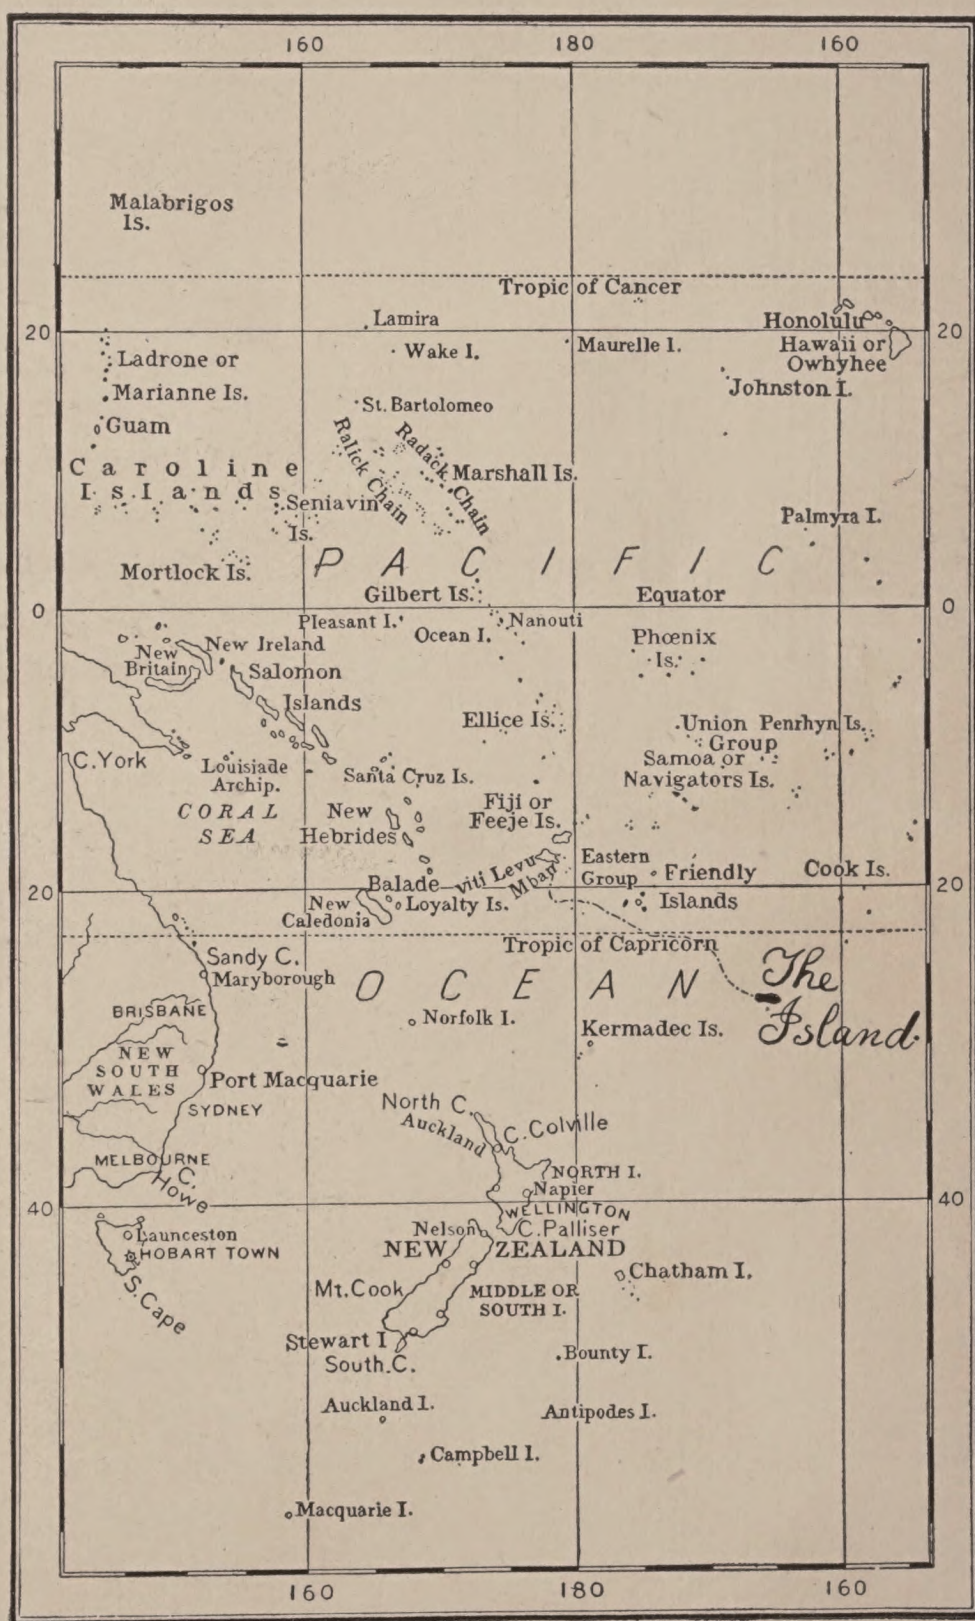 160 180 160
Malabrigos
Is.
Tropic of Cancer
Lamira
Honolulu
20 20
Wake I.
Maurelle I.
Hawaii or
Owhyhee
Ladrone or
Marianne Is.
Johnston I.
St. Bartolomeo
Guam
Ralick Chain
Radack Chain
Marshall Is.
Caroline
Islands
Seniavin
Is.
Palmyra I.
PACIFIC
Mortlock Is.
Gilbert Is.
Equator
0 0
Pleasant I.
Nanouti
Ocean I.
New Ireland
Phœnix
Is.
New
Britain
Salomon
Islands
Ellice Is.
Union
Group
Penrhyn Is.
C. York
Louisiade
Archip.
Santa Cruz Is.
Samoa or
Navigators Is.
CORAL
SEA
New
Hebrides
Fiji or
Feeje Is.
Viti Levu
Mban
Eastern
Group
Friendly
Islands
Cook Is.
Balade
20 20
New
Caledonia
Loyalty Is.
Tropic of Capricorn
Sandy C.
Maryborough
OCEAN
The
Island.
BRISBANE
Norfolk I.
Kermadec Is.
NEW
SOUTH
WALES
Port Macquarie
SYDNEY
North C.
Auckland
C. Colville
MELBOURNE
C.
Howe
NORTH I.
Napier
40 40
WELLINGTON
Launceston
Nelson
C. Palliser
HOBART TOWN
NEW ZEALAND
S. Cape
Mt. Cook
MIDDLE OR
SOUTH I.
Chatham I.
Stewart I
South C.
Bounty I.
Auckland I.
Antipodes I.
Campbell I.
Macquarie I.
160 180 160